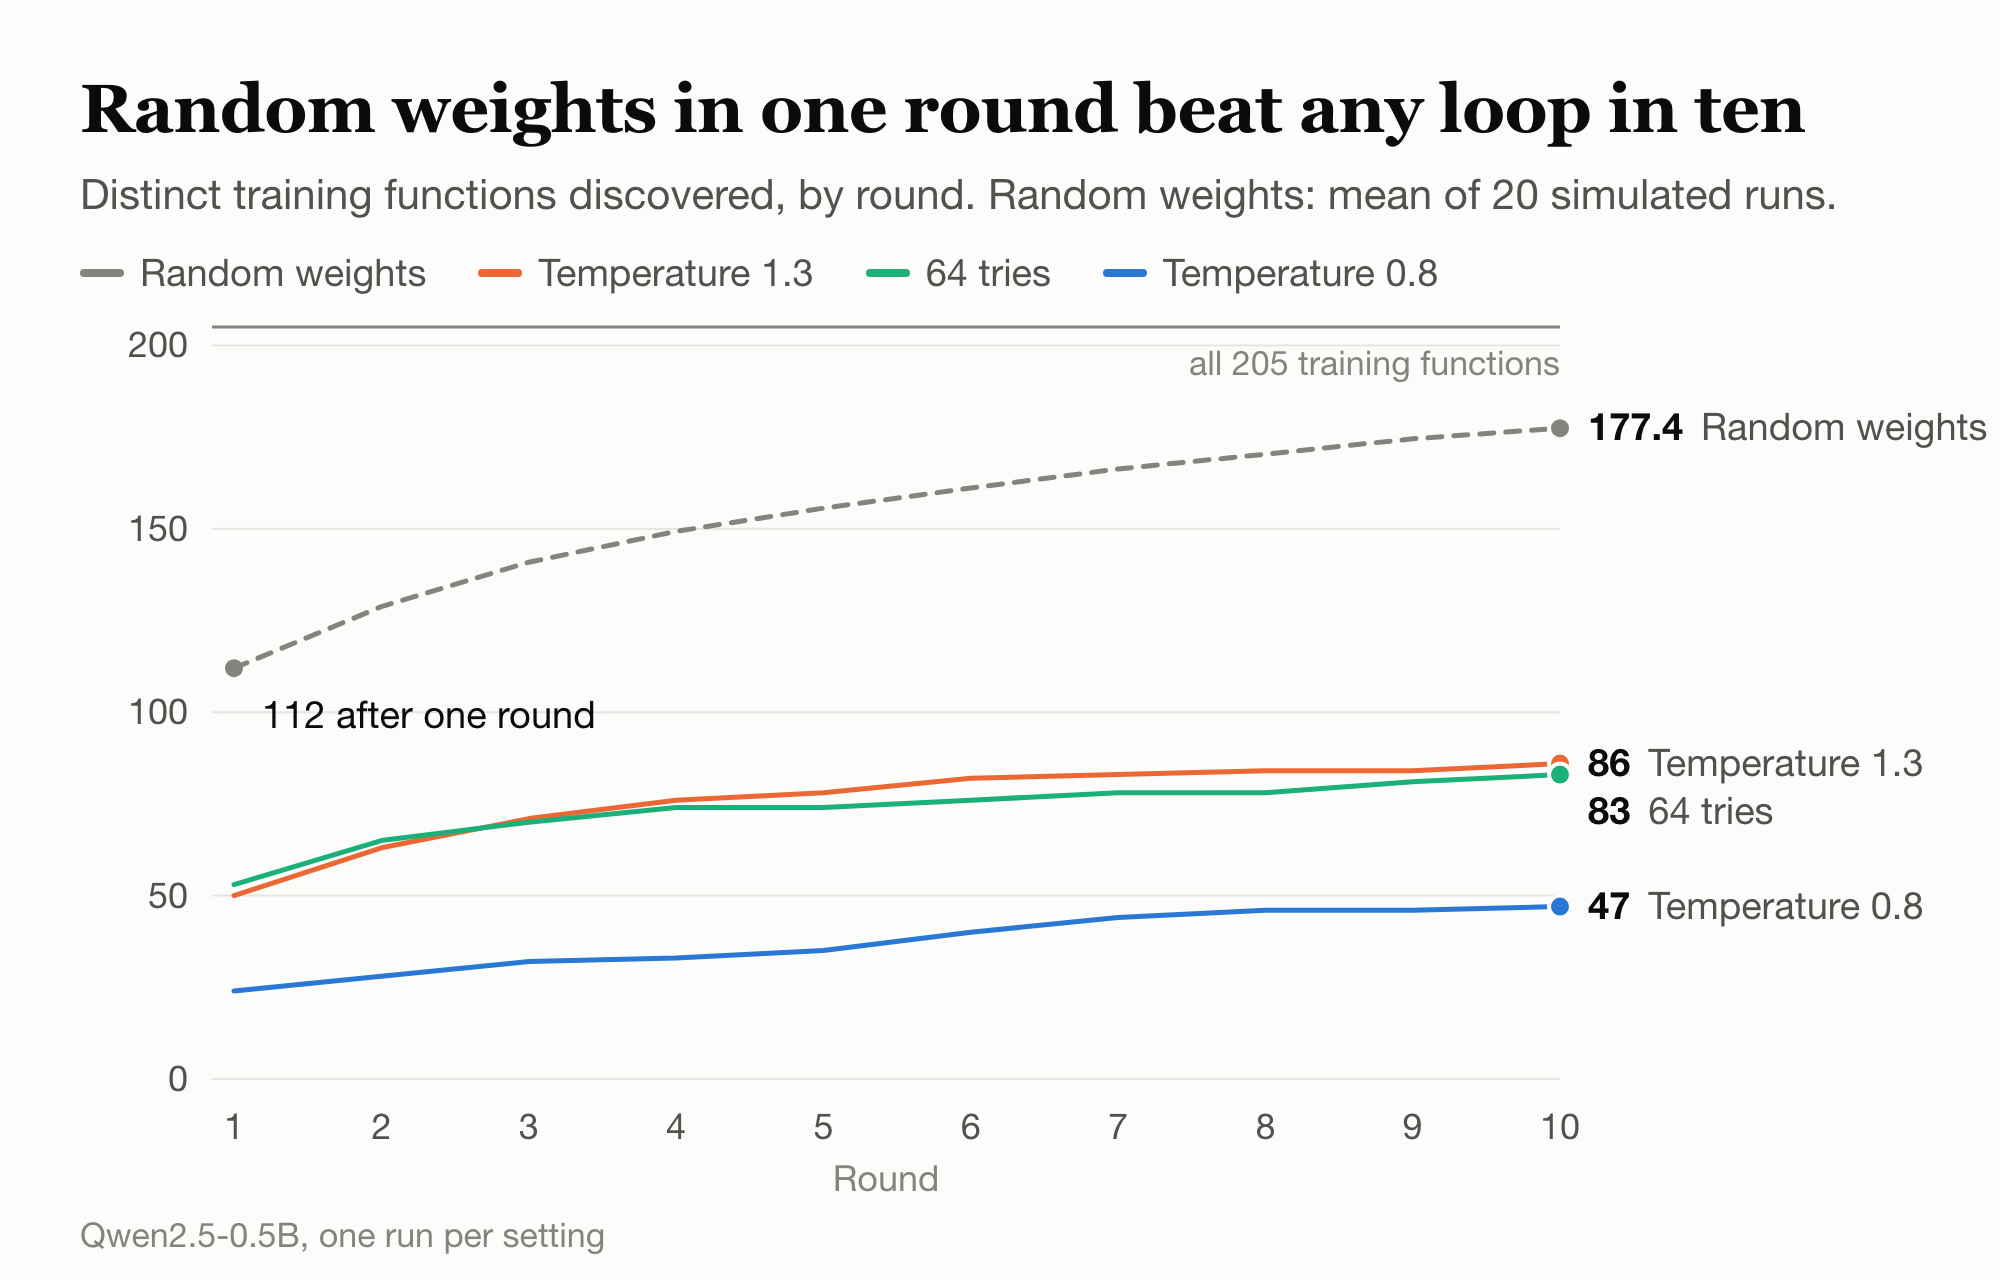 Random weights in one round beat any loop in ten
Distinct training functions discovered, by round. Random weights: mean of 20 simulated runs.
Random weights Temperature 1.3 64 tries Temperature 0.8
200
all 205 training functions
177.4 Random weights
150
100
112 after one round
86 Temperature 1.3
83 64 tries
50
47 Temperature 0.8
0
1 2 3 4 5 6 7 8 9 10
Round
Qwen2.5-0.5B, one run per setting